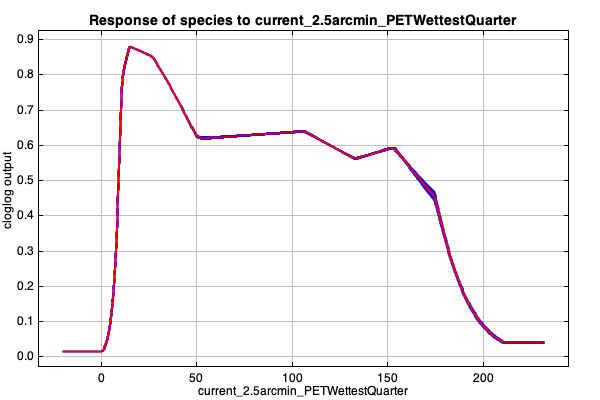 Response of species to current_2.5arcmin_PETWettestQuarter
0.9
0.8
0.7
0.6
0.5
0.4
0.3
0.2
0.1
0.0
cloglog output
0 50 100 150 200
current_2.5arcmin_PETWettestQuarter